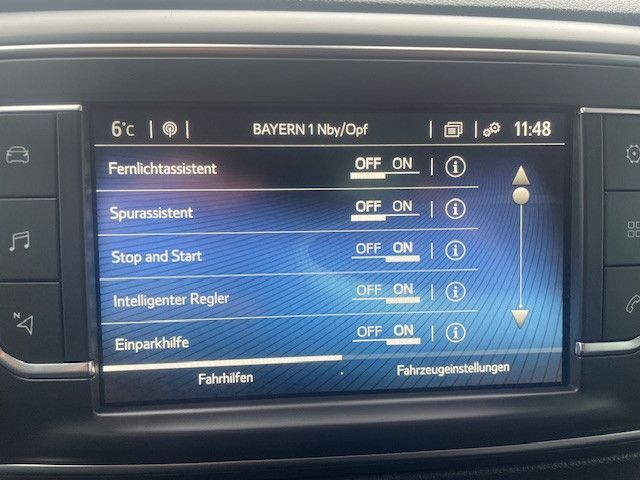 6°C BAYERN 1 Nby/Opf 11:48
Fernlichtassistent OFF ON i
Spurassistent OFF ON i
Stop and Start OFF ON i
Intelligenter Regler OFF ON i
Einparkhilfe OFF ON i
Fahrhilfen Fahrzeugeinstellungen
N